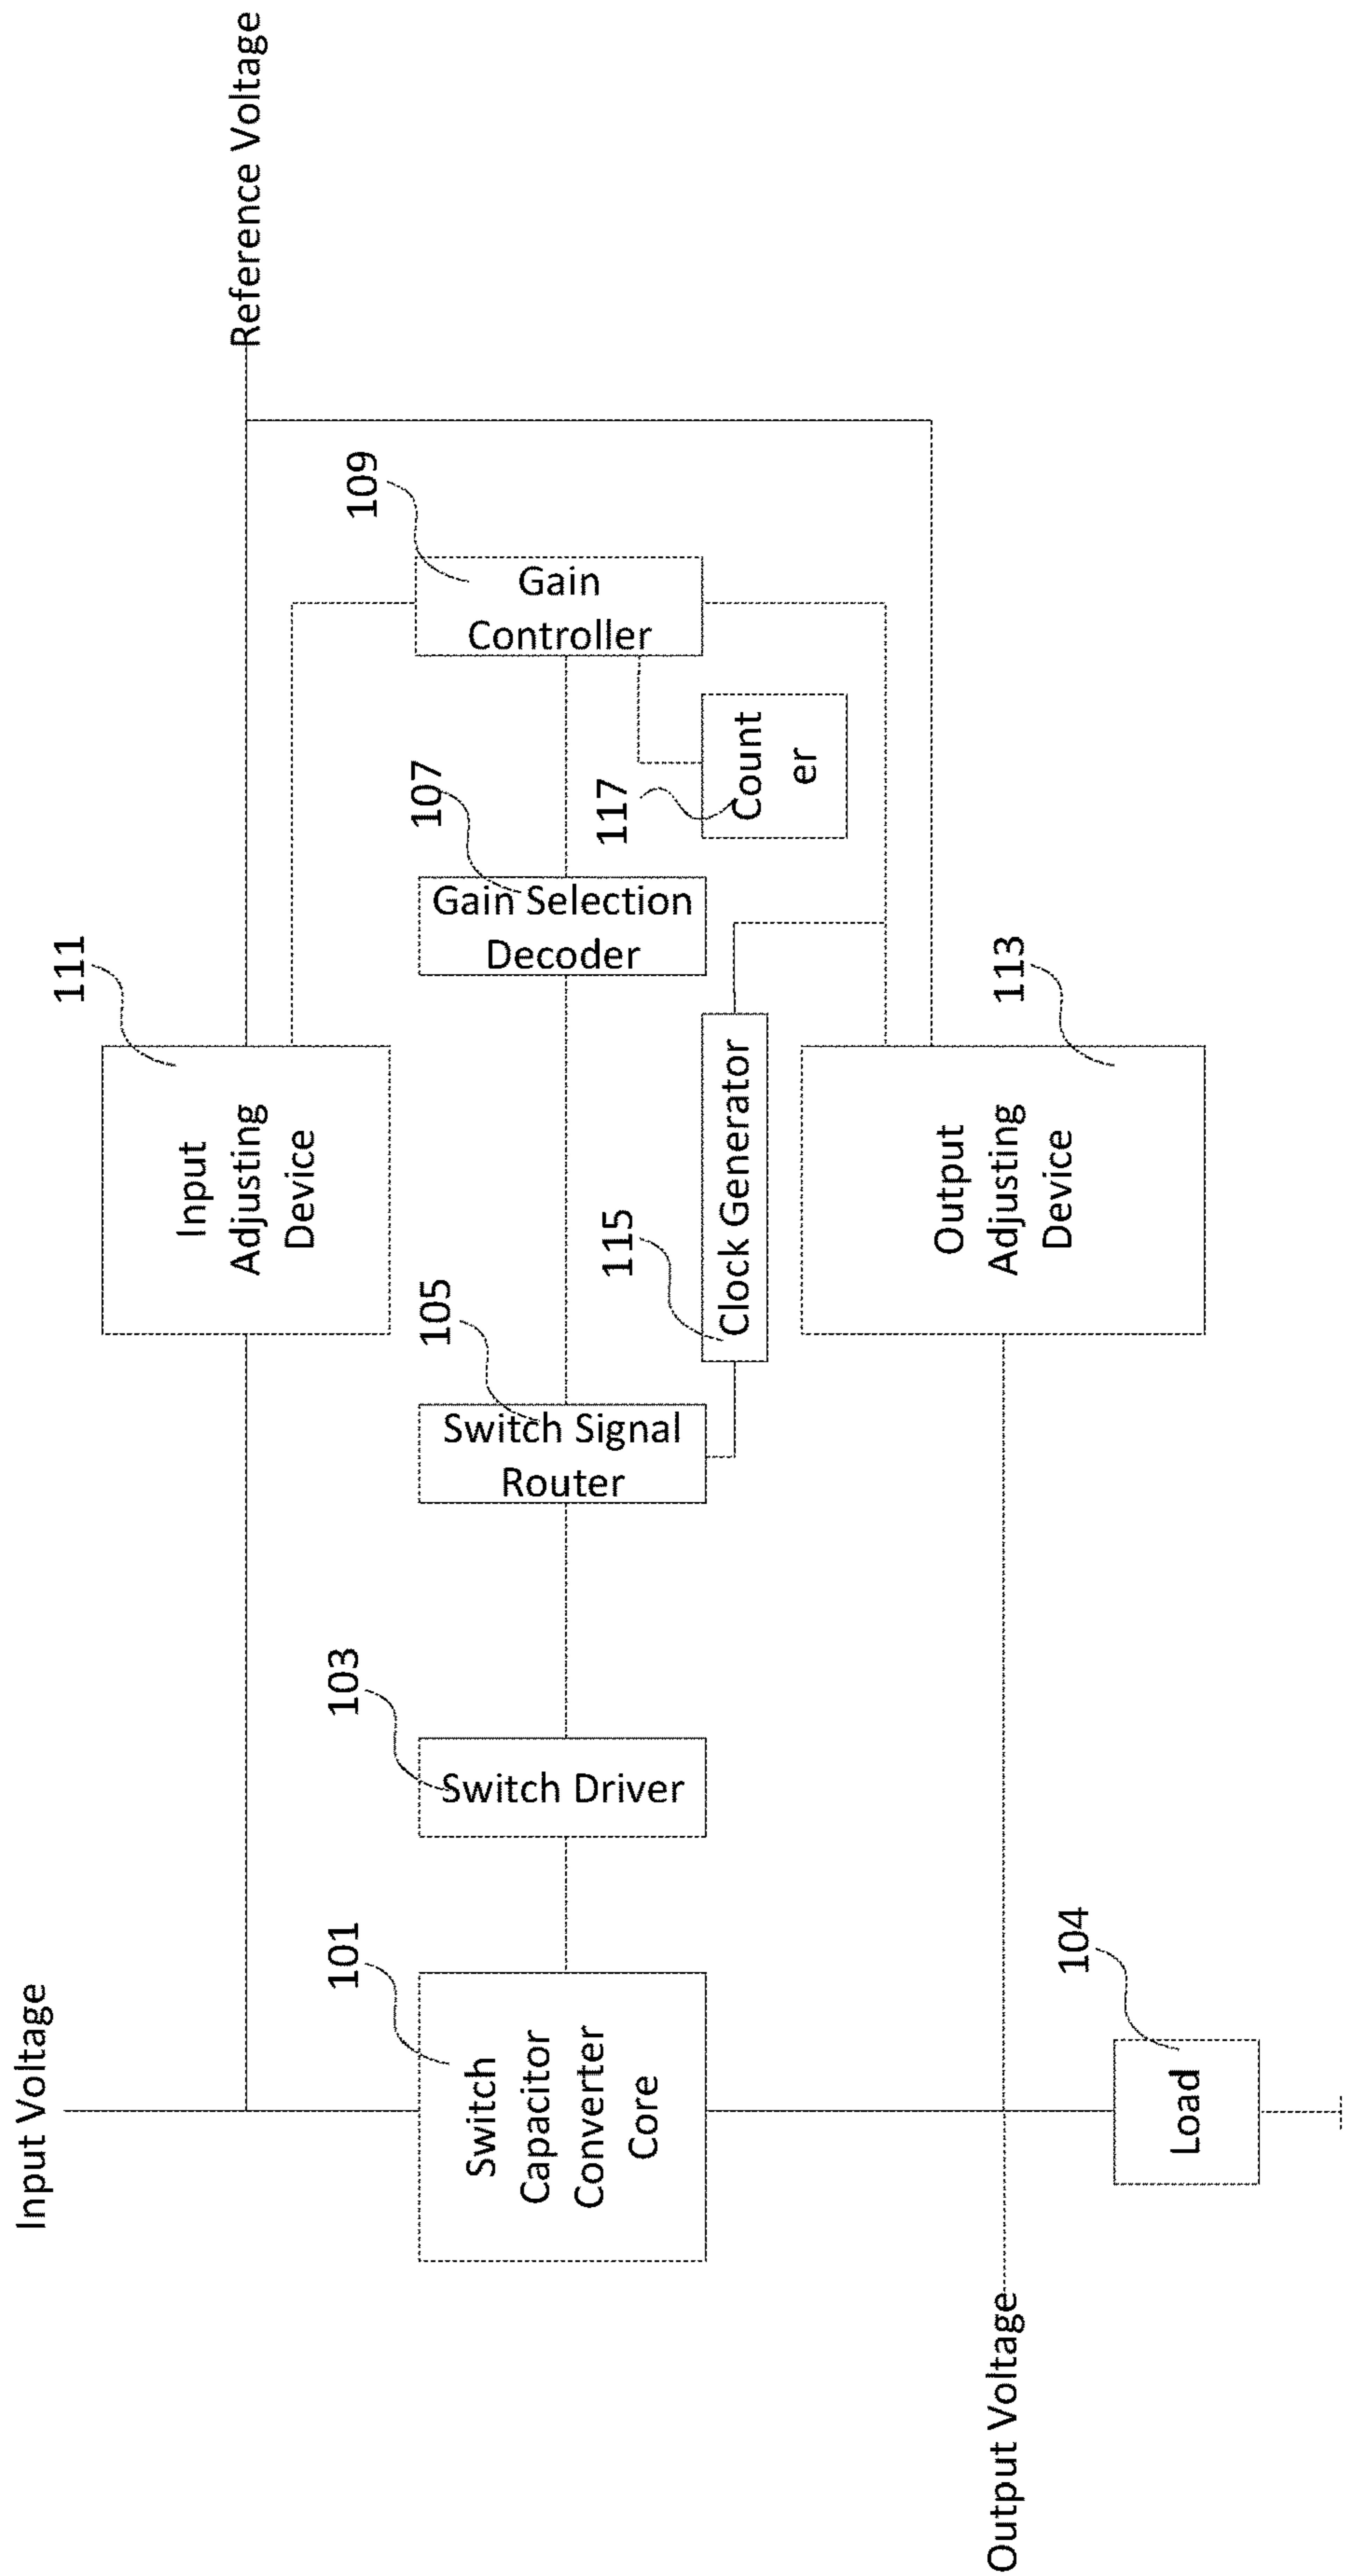 Input Voltage
Reference Voltage
111
Input
Adjusting
Device
101
Switch
Capacitor
Converter
Core
103
Switch Driver
105
Switch Signal
Router
107
Gain Selection
Decoder
109
Gain
Controller
115
Clock Generator
117
Count
er
113
Output
Adjusting
Device
Output Voltage
104
Load